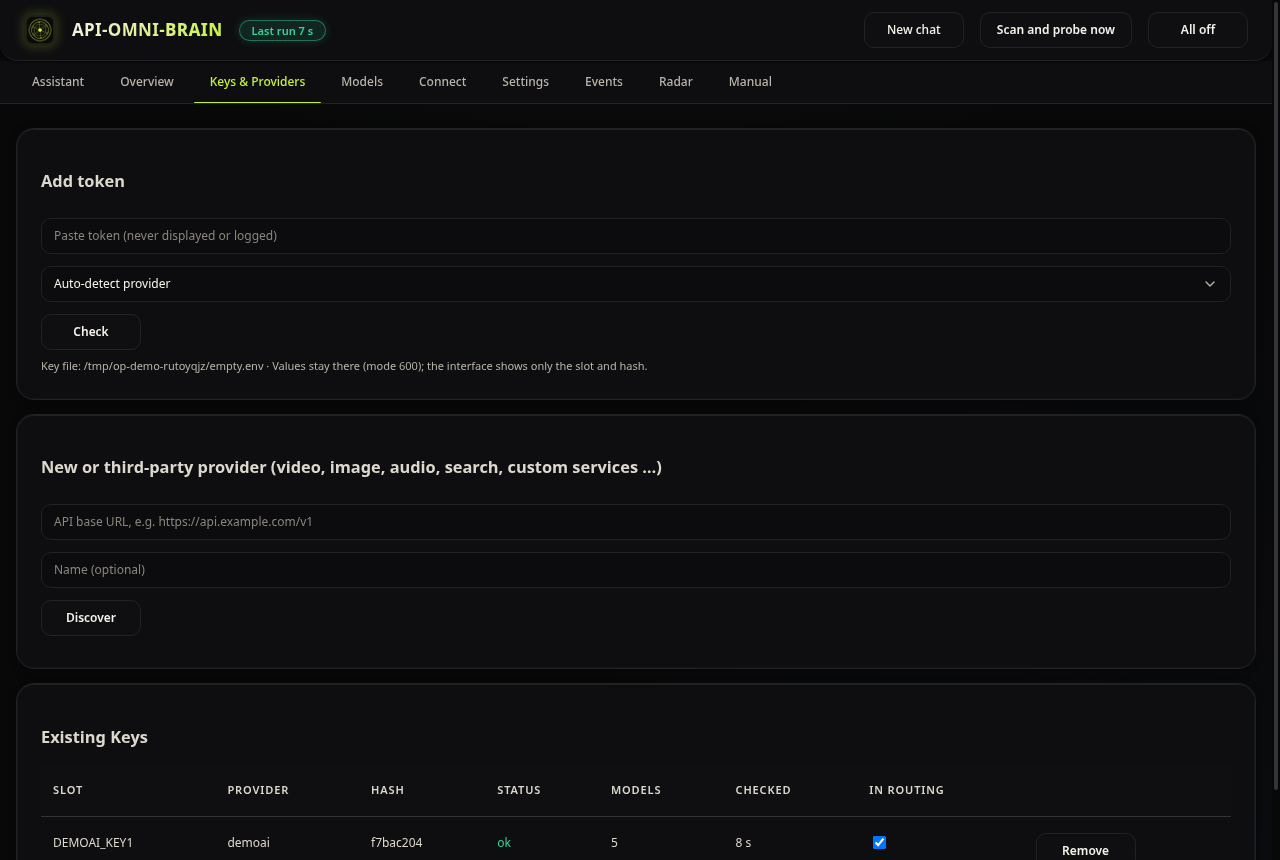 API-OMNI-BRAIN
Last run 7 s
New chat
Scan and probe now
All off
Assistant
Overview
Keys & Providers
Models
Connect
Settings
Events
Radar
Manual
Add token
Paste token (never displayed or logged)
Auto-detect provider
Check
Key file: /tmp/op-demo-rutoyqjz/empty.env · Values stay there (mode 600); the interface shows only the slot and hash.
New or third-party provider (video, image, audio, search, custom services ...)
API base URL, e.g. https://api.example.com/v1
Name (optional)
Discover
Existing Keys
SLOT PROVIDER HASH STATUS MODELS CHECKED IN ROUTING
DEMOAI_KEY1 demoai f7bac204 ok 5 8 s Remove